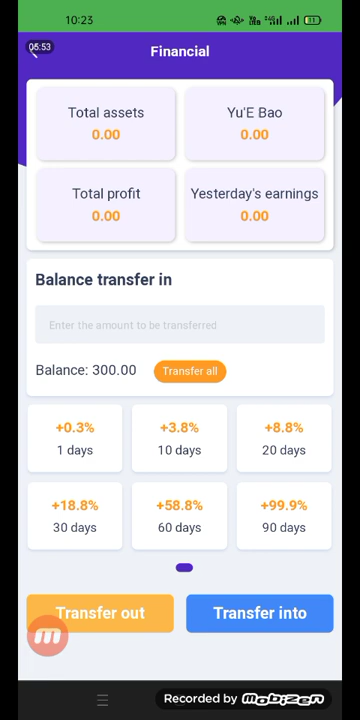 10:23
05:53
Financial
Total assets
0.00
Yu'E Bao
0.00
Total profit
0.00
Yesterday's earnings
0.00
Balance transfer in
Enter the amount to be transferred
Balance: 300.00
Transfer all
+0.3%
1 days
+3.8%
10 days
+8.8%
20 days
+18.8%
30 days
+58.8%
60 days
+99.9%
90 days
Transfer out
Transfer into
Recorded by mobizen